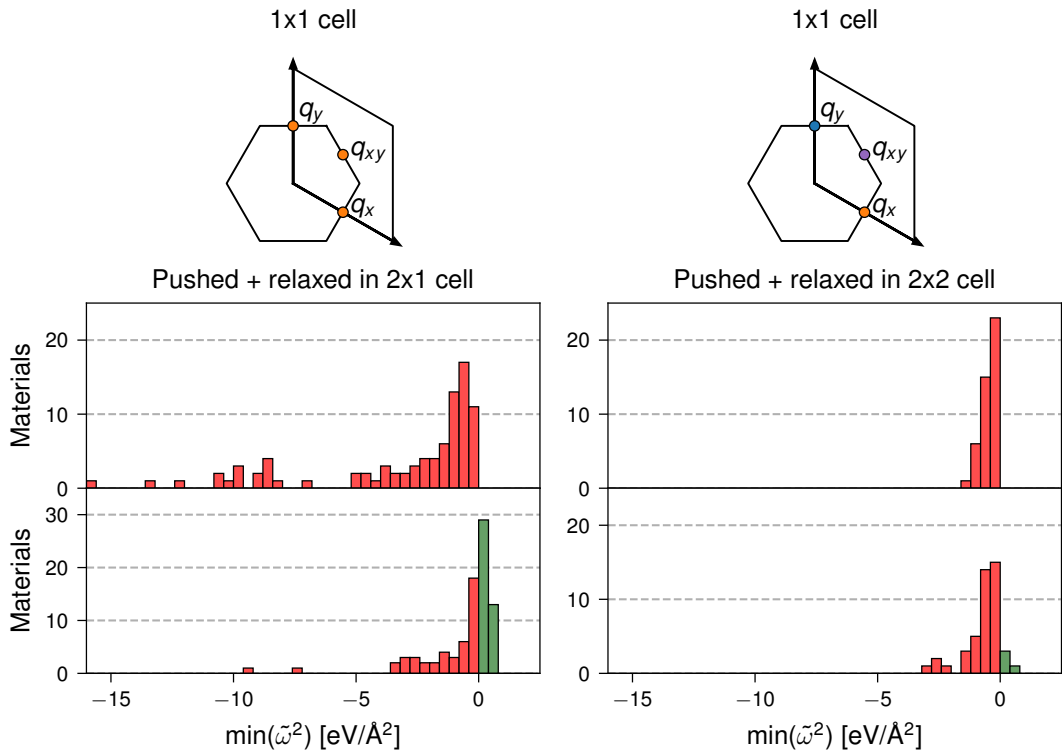 1x1 cell
1x1 cell
q_y
q_xy
q_x
q_y
q_xy
q_x
Pushed + relaxed in 2x1 cell
Pushed + relaxed in 2x2 cell
Materials
20
10
0
20
10
0
Materials
30
20
10
0
20
10
0
−15
−10
−5
0
−15
−10
−5
0
min(ω̃²) [eV/Å²]
min(ω̃²) [eV/Å²]